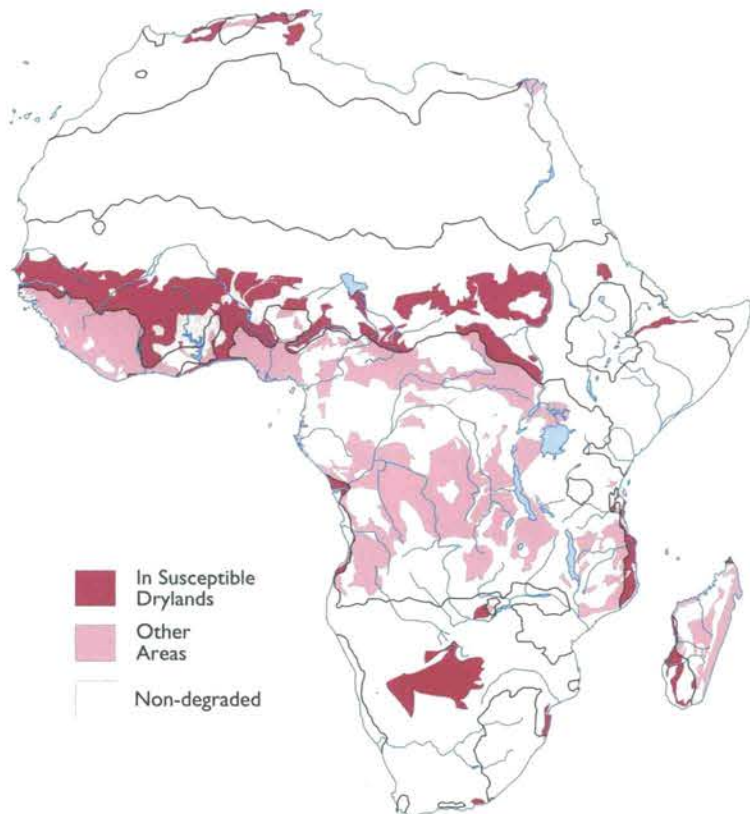 In Susceptible
Drylands
Other
Areas
Non-degraded